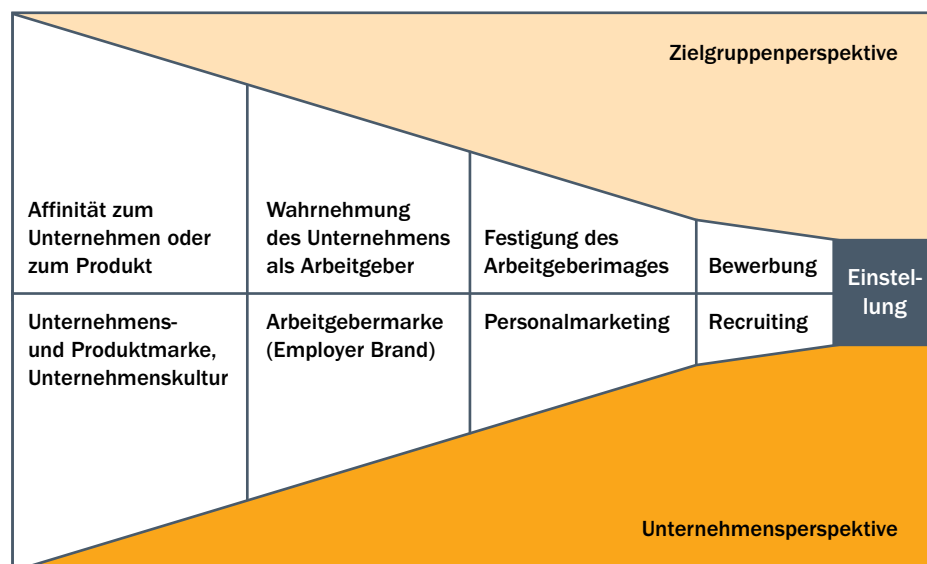 Zielgruppenperspektive
Affinität zum
Unternehmen oder
zum Produkt
Wahrnehmung
des Unternehmens
als Arbeitgeber
Festigung des
Arbeitgeberimages
Bewerbung
Einstel-
lung
Unternehmens-
und Produktmarke,
Unternehmenskultur
Arbeitgebermarke
(Employer Brand)
Personalmarketing
Recruiting
Unternehmensperspektive